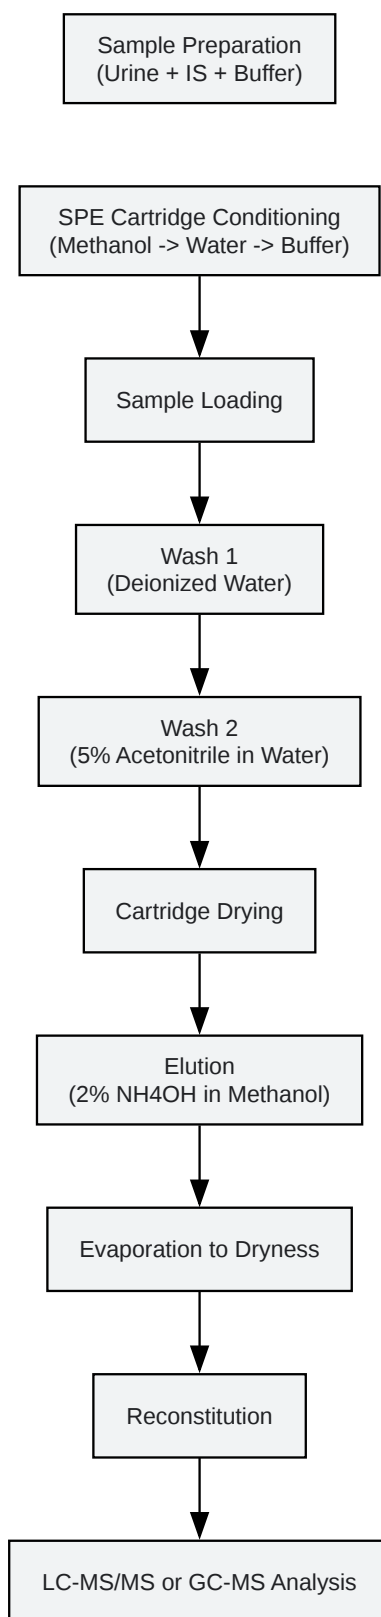 Sample Preparation
(Urine + IS + Buffer)
SPE Cartridge Conditioning
(Methanol -> Water -> Buffer)
Sample Loading
Wash 1
(Deionized Water)
Wash 2
(5% Acetonitrile in Water)
Cartridge Drying
Elution
(2% NH4OH in Methanol)
Evaporation to Dryness
Reconstitution
LC-MS/MS or GC-MS Analysis